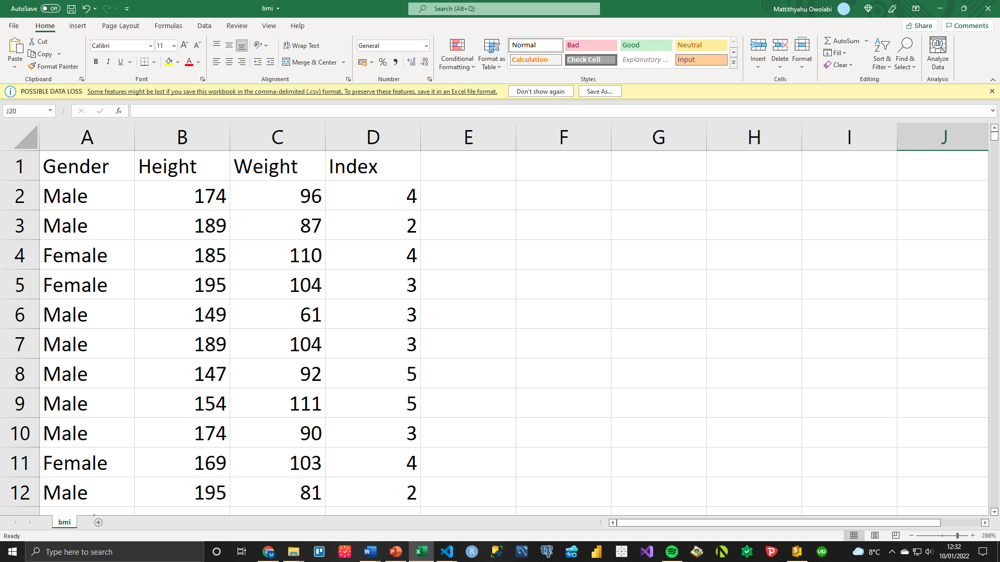 AutoSave Off bmi Search (Alt+Q) Mattithyahu Owolabi
File Home Insert Page Layout Formulas Data Review View Help Share Comments
Paste Cut Copy Format Painter Clipboard
Calibri 11 B I U Font
Wrap Text Merge & Center Alignment
General % Number
Conditional Formatting Format as Table Normal Bad Good Neutral
Calculation Check Cell Explanatory ... Input Styles
Insert Delete Format Cells
AutoSum Fill Clear Sort & Filter Find & Select Editing
Analyze Data Analysis
POSSIBLE DATA LOSS Some features might be lost if you save this workbook in the comma-delimited (.csv) format. To preserve these features, save it in an Excel file format. Don't show again Save As...
J20 fx
A B C D E F G H I J
1 Gender Height Weight Index
2 Male 174 96 4
3 Male 189 87 2
4 Female 185 110 4
5 Female 195 104 3
6 Male 149 61 3
7 Male 189 104 3
8 Male 147 92 5
9 Male 154 111 5
10 Male 174 90 3
11 Female 169 103 4
12 Male 195 81 2
bmi
Ready 286%
Type here to search 8°C 12:32
10/01/2022